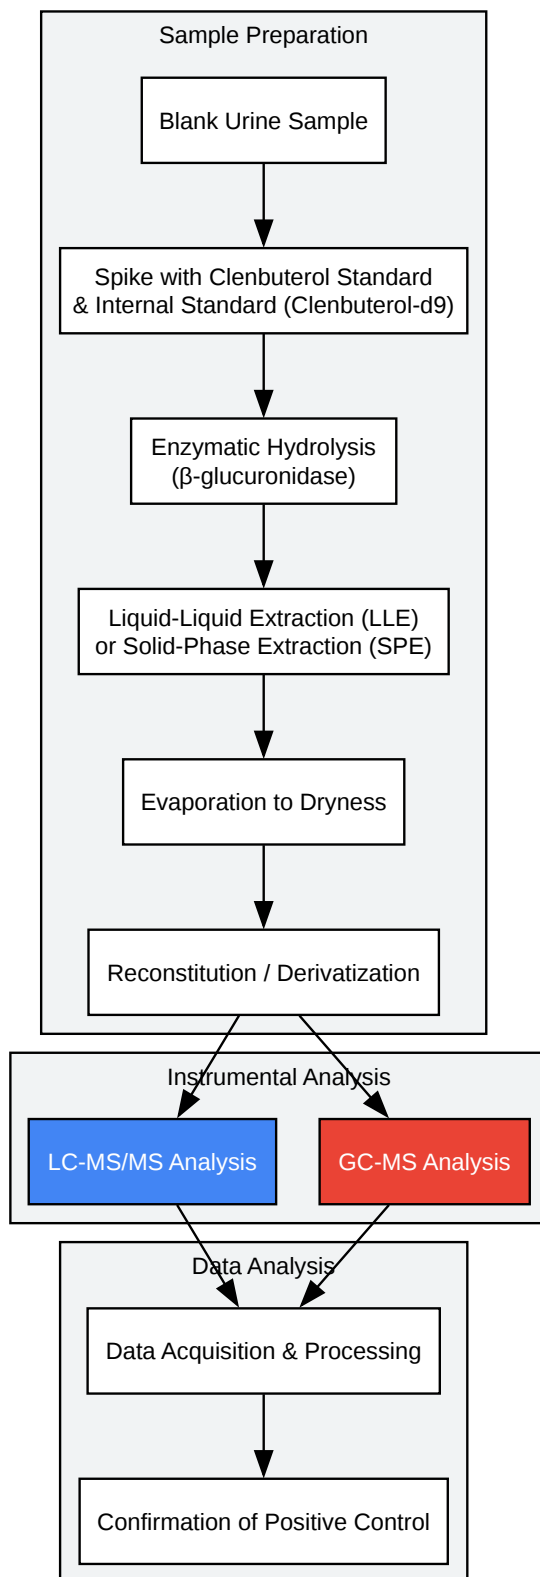 Sample Preparation
Blank Urine Sample
Spike with Clenbuterol Standard
& Internal Standard (Clenbuterol-d9)
Enzymatic Hydrolysis
(β-glucuronidase)
Liquid-Liquid Extraction (LLE)
or Solid-Phase Extraction (SPE)
Evaporation to Dryness
Reconstitution / Derivatization
Instrumental Analysis
LC-MS/MS Analysis
GC-MS Analysis
Data Analysis
Data Acquisition & Processing
Confirmation of Positive Control